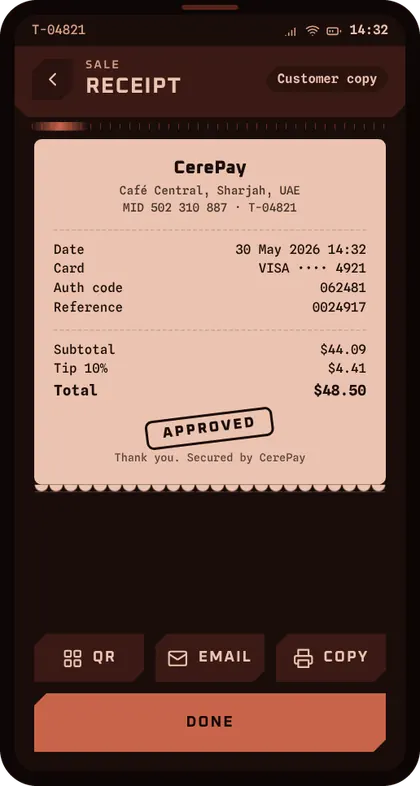 T-04821 14:32
SALE
RECEIPT
Customer copy
CerePay
Café Central, Sharjah, UAE
MID 502 310 887 · T-04821
Date 30 May 2026 14:32
Card VISA ···· 4921
Auth code 062481
Reference 0024917
Subtotal $44.09
Tip 10% $4.41
Total $48.50
APPROVED
Thank you. Secured by CerePay
QR EMAIL COPY
DONE